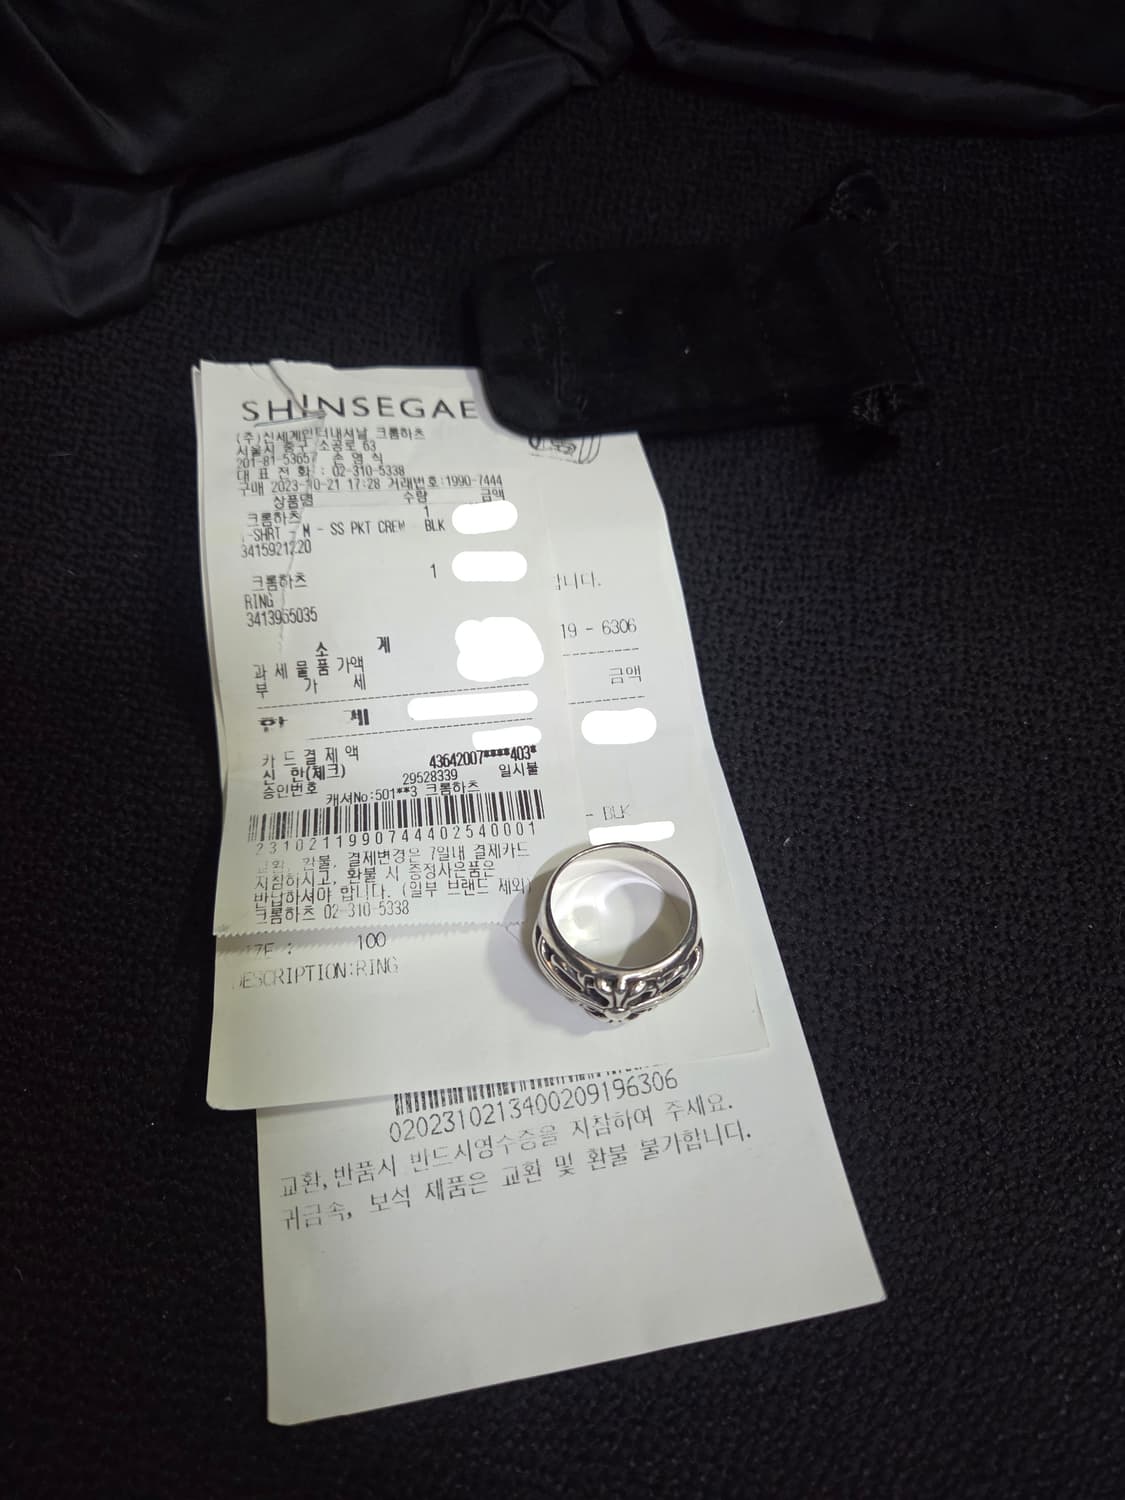 SHINSEGAE
(주)신세계인터내셔날 크롬하츠
서울시 중구 소공로 63
201-81-53657 손 영 식
대 표 전 화 : 02-310-5338
구매 2023-10-21 17:28 거래번호:1990-7444
상품명 수량 금액
크롬하츠 1
-SHRT - M - SS PKT CREW BLK
3415921220
크롬하츠 1
RING
3413965035
소 계
과 세 물 품 가액
부 가 세
합 계
카 드 결 제 액 43642007****403*
신 한(체크) 29528339 일시불
승인번호
캐셔No:501**3 크롬하츠
2310211990744402540001
교환, 환불, 결제변경은 7일내 결제카드
지참하시고, 환불 시 증정사은품은
반납하셔야 합니다. (일부 브랜드 제외)
크롬하츠 02-310-5338
합니다.
19 - 6306
금액
- BLK
IZE : 100
DESCRIPTION:RING
0202310213400209196306
교환,반품시 반드시영수증을 지참하여 주세요.
귀금속, 보석 제품은 교환 및 환불 불가합니다.